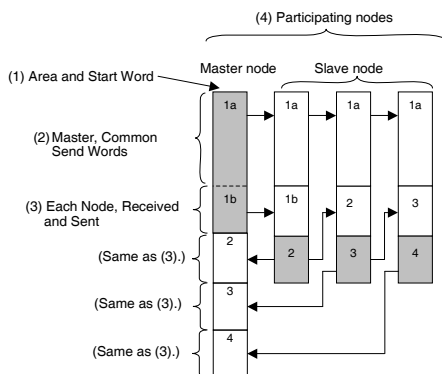 (4) Participating nodes
(1) Area and Start Word
Master node
Slave node
1a
1a
1a
1a
(2) Master, Common
Send Words
(3) Each Node, Received
and Sent
1b
1b
2
3
(Same as (3).)
2
2
3
4
(Same as (3).)
3
(Same as (3).)
4